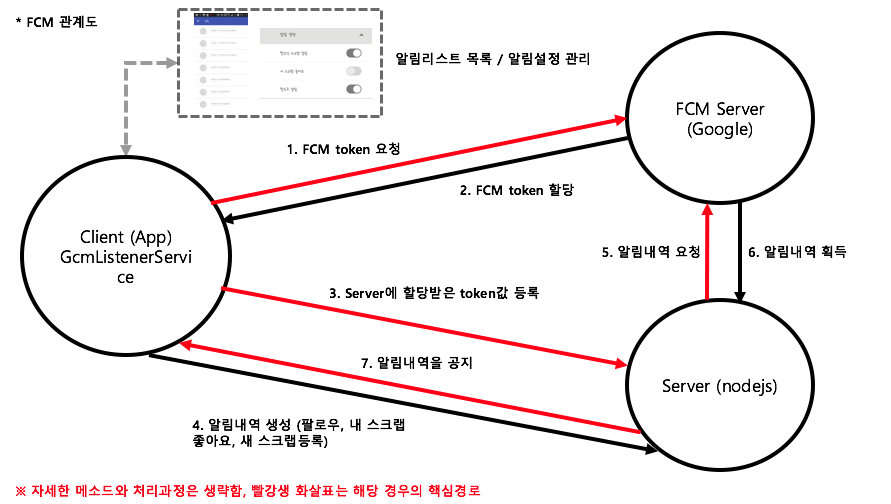 * FCM 관계도
알림리스트 목록 / 알림설정 관리
FCM Server
(Google)
1. FCM token 요청
2. FCM token 할당
Client (App)
GcmListenerServi
ce
5. 알림내역 요청
6. 알림내역 획득
3. Server에 할당받은 token값 등록
7. 알림내역을 공지
Server (nodejs)
4. 알림내역 생성 (팔로우, 내 스크랩
좋아요, 새 스크랩등록)
※ 자세한 메소드와 처리과정은 생략함, 빨강생 화살표는 해당 경우의 핵심경로